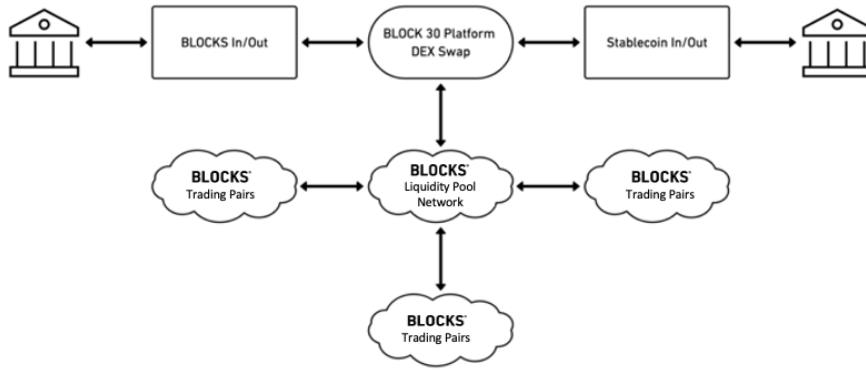 BLOCKS In/Out
BLOCK 30 Platform
DEX Swap
Stablecoin In/Out
BLOCKS®
Trading Pairs
BLOCKS®
Liquidity Pool
Network
BLOCKS®
Trading Pairs
BLOCKS®
Trading Pairs